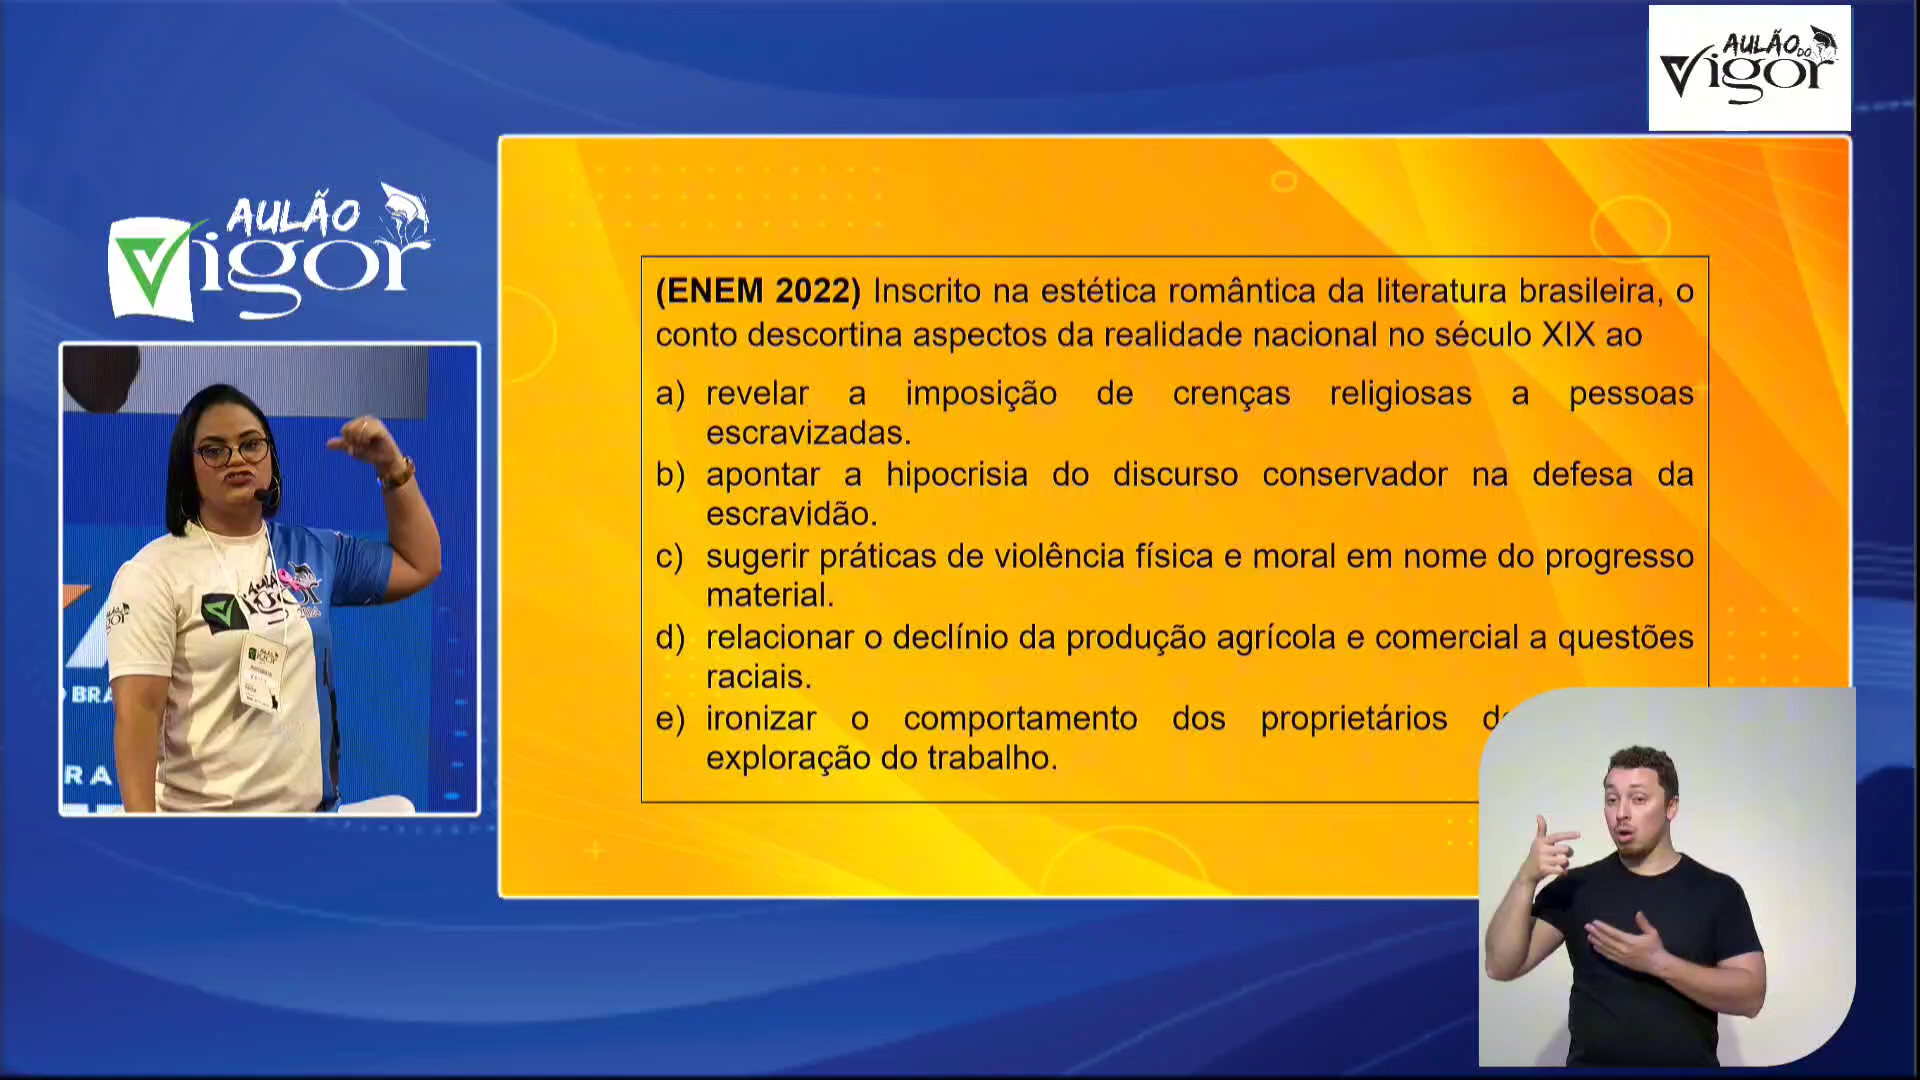 AULÃO DO
Vigor
AULÃO
Vigor
(ENEM 2022) Inscrito na estética romântica da literatura brasileira, o
conto descortina aspectos da realidade nacional no século XIX ao
a) revelar a imposição de crenças religiosas a pessoas
escravizadas.
b) apontar a hipocrisia do discurso conservador na defesa da
escravidão.
c) sugerir práticas de violência física e moral em nome do progresso
material.
d) relacionar o declínio da produção agrícola e comercial a questões
raciais.
e) ironizar o comportamento dos proprietários
exploração do trabalho.
BRA
RA